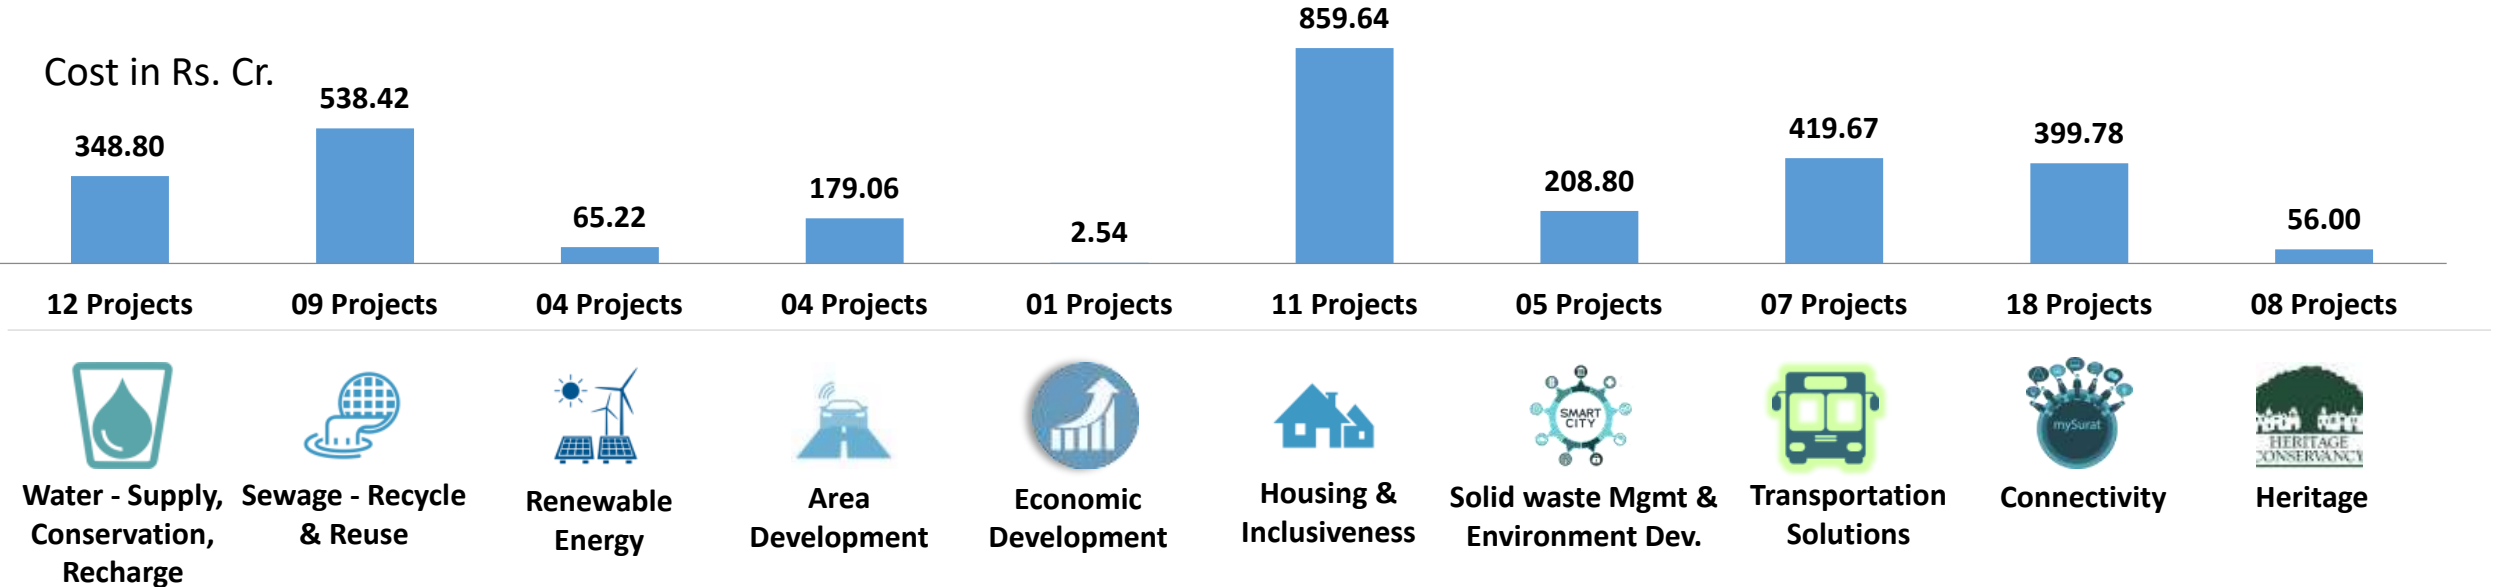 Cost in Rs. Cr.
348.80
538.42
65.22
179.06
2.54
859.64
208.80
419.67
399.78
56.00
12 Projects
09 Projects
04 Projects
04 Projects
01 Projects
11 Projects
05 Projects
07 Projects
18 Projects
08 Projects
SMART
CITY
mySurat
HERITAGE
CONSERVANCY
Water - Supply,
Conservation,
Recharge
Sewage - Recycle
& Reuse
Renewable
Energy
Area
Development
Economic
Development
Housing &
Inclusiveness
Solid waste Mgmt &
Environment Dev.
Transportation
Solutions
Connectivity
Heritage